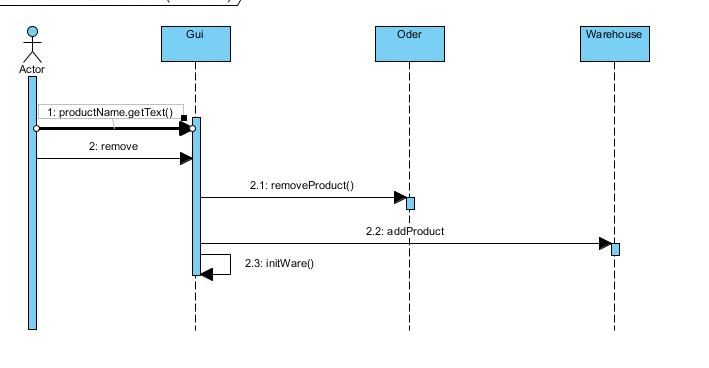 Gui
Oder
Warehouse
Actor
1: productName.getText()
2: remove
2.1: removeProduct()
2.2: addProduct
2.3: initWare()